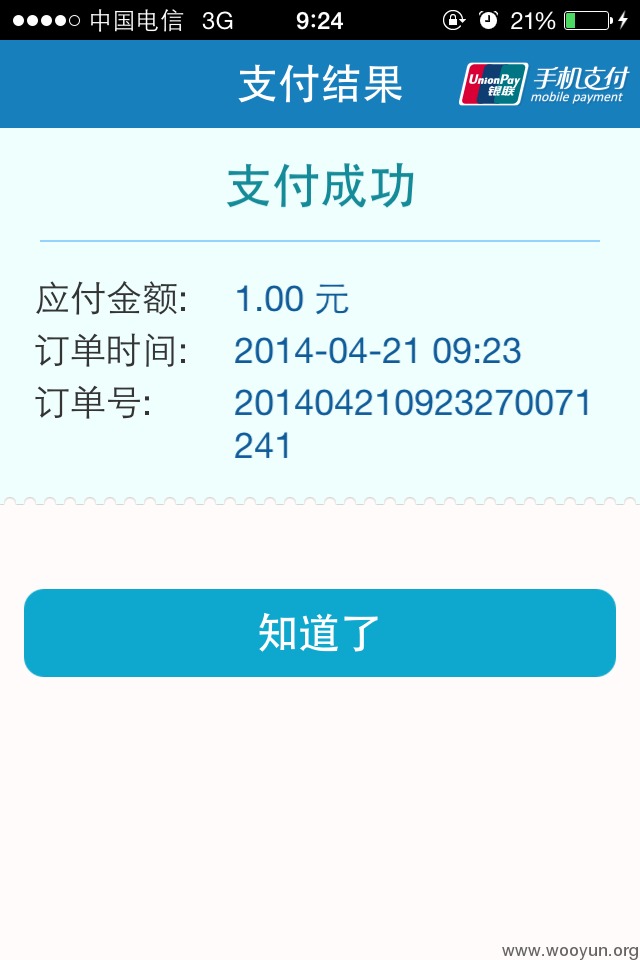 中国电信 3G 9:24 21%
支付结果
UnionPay 银联 手机支付
mobile payment
支付成功
应付金额: 1.00 元
订单时间: 2014-04-21 09:23
订单号: 201404210923270071
241
知道了
www.wooyun.org